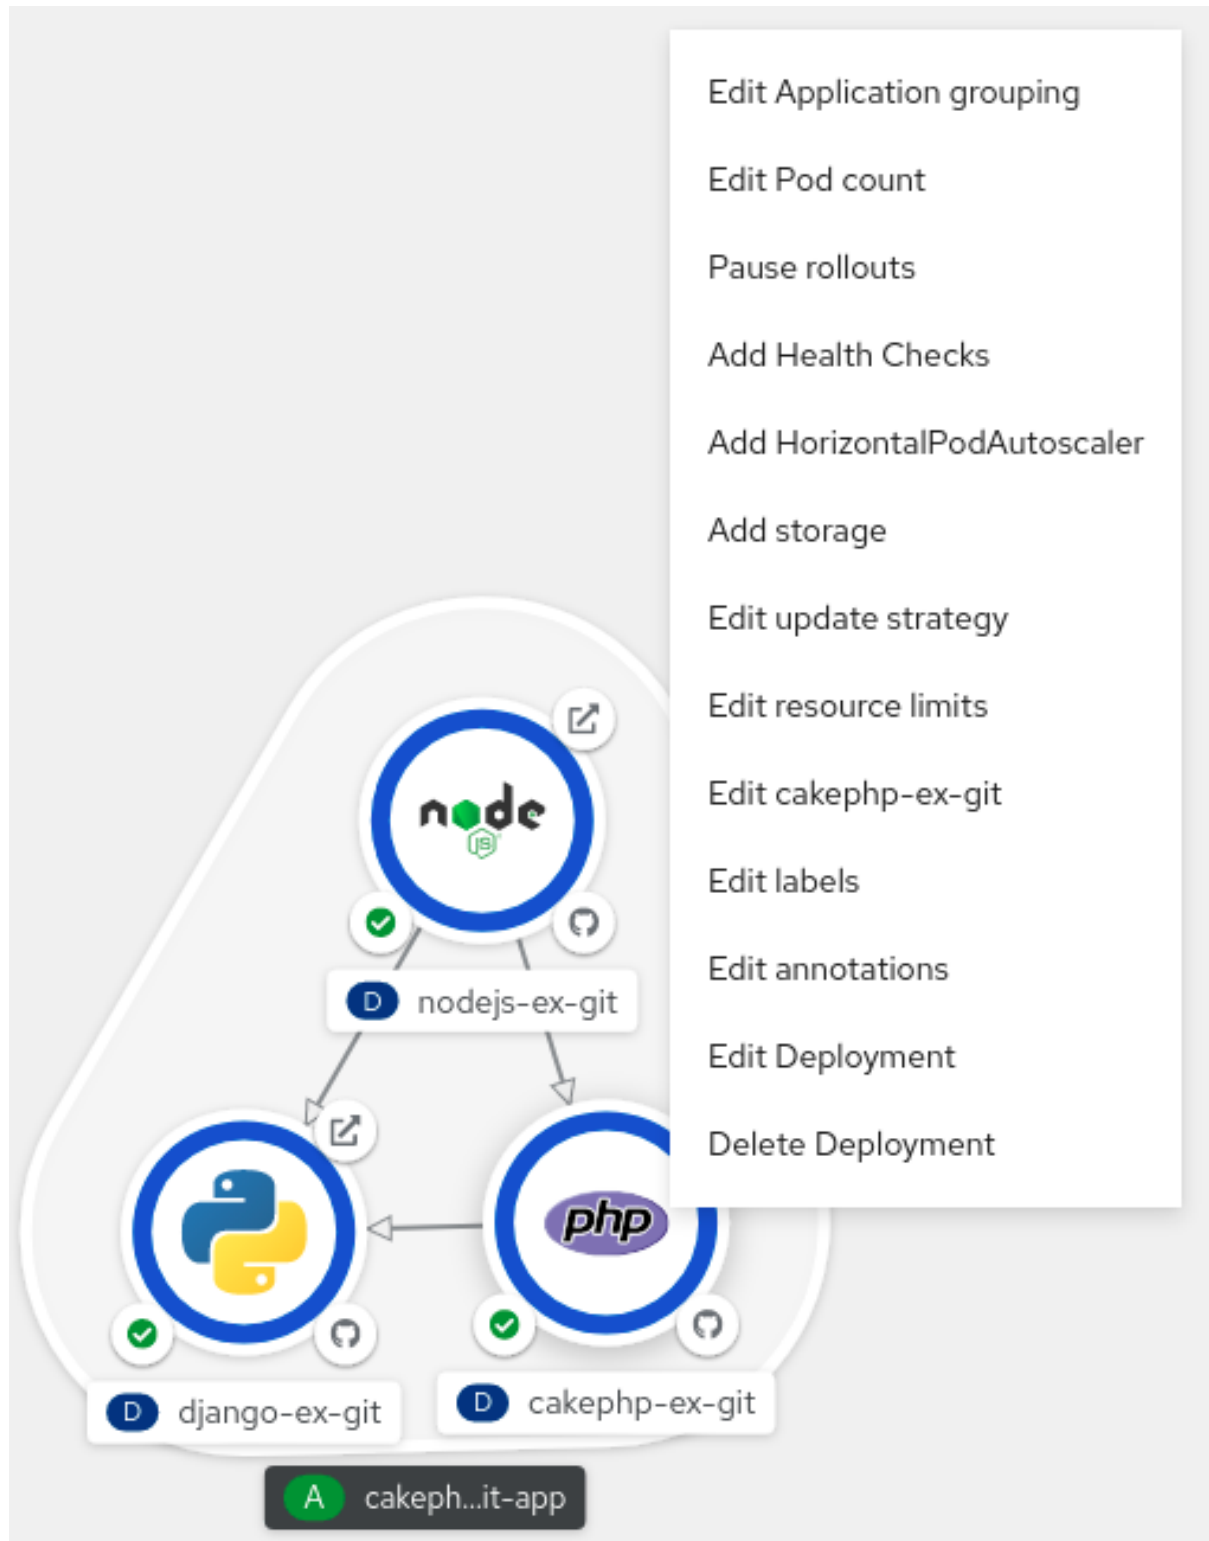 Edit Application grouping
Edit Pod count
Pause rollouts
Add Health Checks
Add HorizontalPodAutoscaler
Add storage
Edit update strategy
Edit resource limits
Edit cakephp-ex-git
Edit labels
Edit annotations
Edit Deployment
Delete Deployment
node
JS
D nodejs-ex-git
php
D django-ex-git
D cakephp-ex-git
A cakeph...it-app